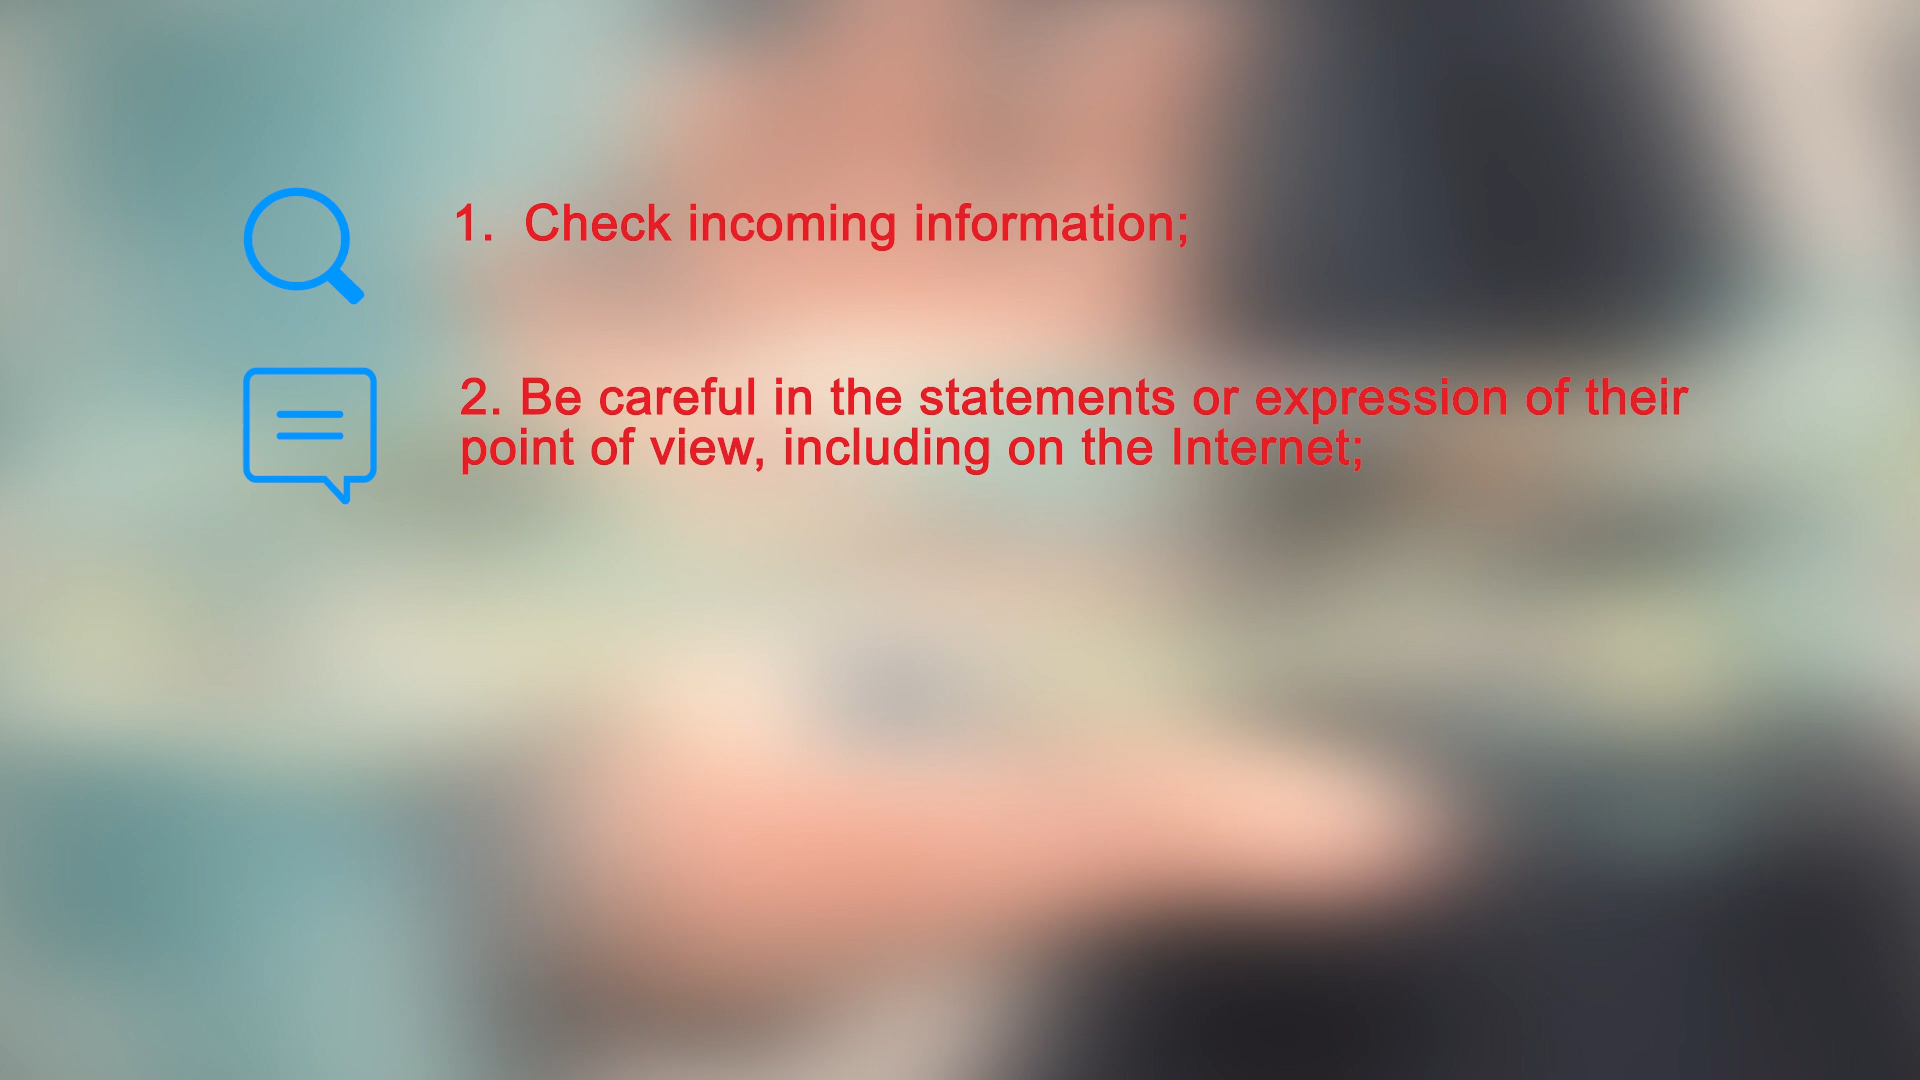 1. Check incoming information;
2. Be careful in the statements or expression of their
point of view, including on the Internet;